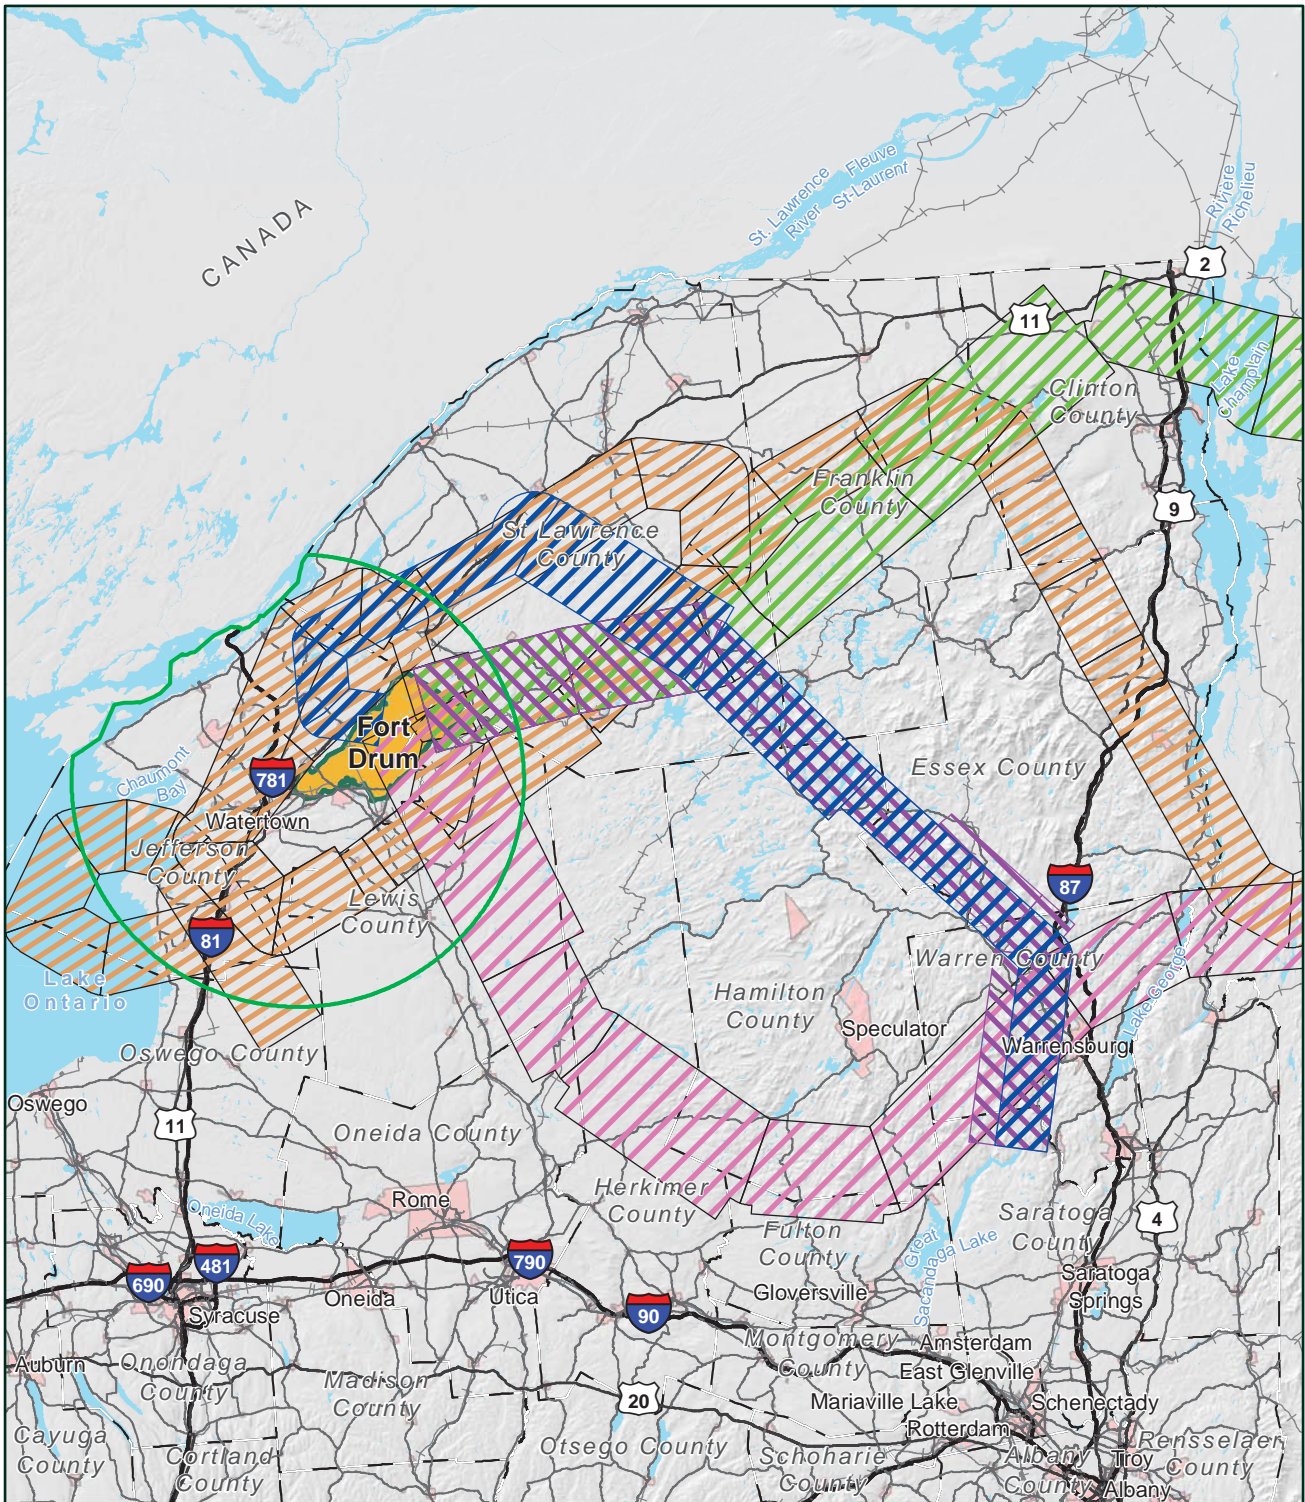 CANADA
St. Lawrence Fleuve
River St-Laurent
Rivière
Richelieu
2
11
Clinton
County
Lake
Champlain
Franklin
County
9
St Lawrence
County
Fort
Drum
Chaumont
Bay
781
Watertown
Essex County
Jefferson
County
Lewis
County
87
81
Lake
Ontario
Warren County
Lake George
Hamilton
County
Speculator
Warrensburg
Oswego County
Oswego
11
Oneida County
Rome
Herkimer
County
Oneida Lake
Fulton
County
Great
Sacandaga Lake
Saratoga
County
4
481
690
790
Saratoga
Springs
Syracuse
Oneida
Utica
90
Gloversville
Auburn
Onondaga
County
Madison
County
Montgomery
County
Amsterdam
East Glenville
20
Mariaville Lake
Schenectady
Rotterdam
Cayuga
County
Cortland
County
Otsego County
Schoharie
County
Albany
County
Troy
Rensselaer
County
Albany